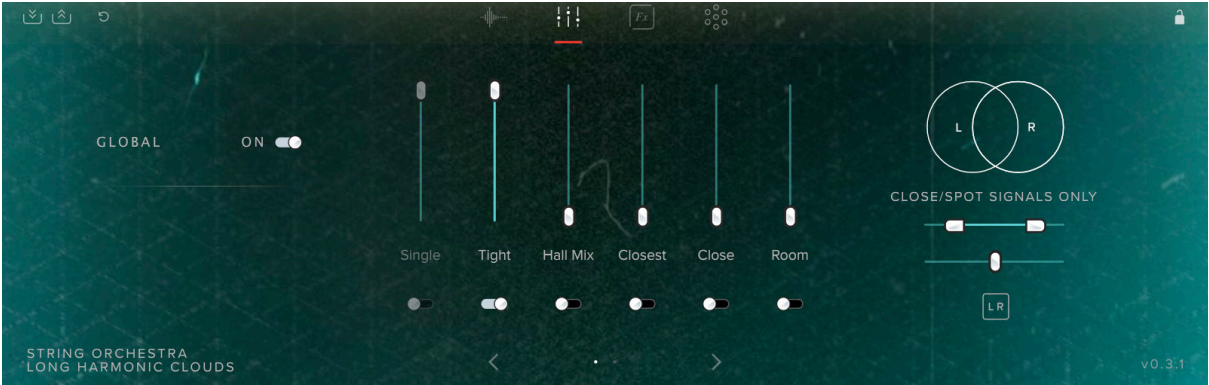 Fx
GLOBAL
ON
L
R
CLOSE/SPOT SIGNALS ONLY
Single
Tight
Hall Mix
Closest
Close
Room
LR
STRING ORCHESTRA
LONG HARMONIC CLOUDS
v0.3.1